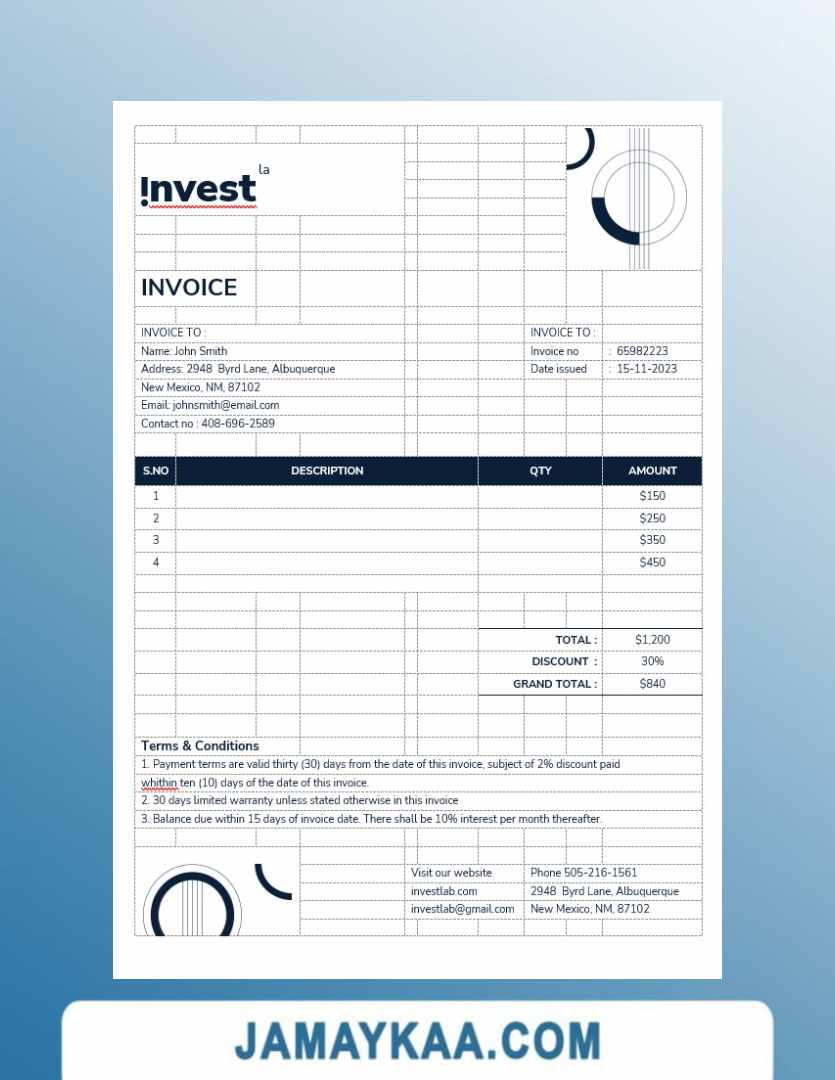 la
!nvest
INVOICE
INVOICE TO :
INVOICE TO :
Name: John Smith
Invoice no : 65982223
Address: 2948 Byrd Lane, Albuquerque
Date issued : 15-11-2023
New Mexico, NM, 87102
Email: johnsmith@email.com
Contact no : 408-696-2589
S.NO DESCRIPTION QTY AMOUNT
1 $150
2 $250
3 $350
4 $450
TOTAL : $1,200
DISCOUNT : 30%
GRAND TOTAL : $840
Terms & Conditions
1. Payment terms are valid thirty (30) days from the date of this invoice, subject of 2% discount paid
whithin ten (10) days of the date of this invoice.
2. 30 days limited warranty unless stated otherwise in this invoice
3. Balance due within 15 days of invoice date. There shall be 10% interest per month thereafter.
Visit our website Phone 505-216-1561
investlab.com 2948 Byrd Lane, Albuquerque
investlab@gmail.com New Mexico, NM, 87102
JAMAYKAA.COM